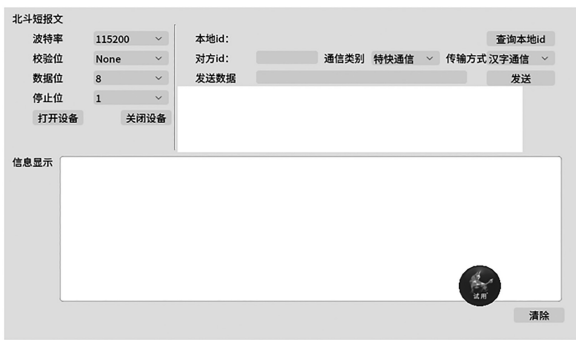 北斗短报文
波特率 115200 本地id: 查询本地id
校验位 None 对方id: 通信类别 特快通信 传输方式 汉字通信
数据位 8 发送数据 发送
停止位 1
打开设备 关闭设备
信息显示
试用
清除